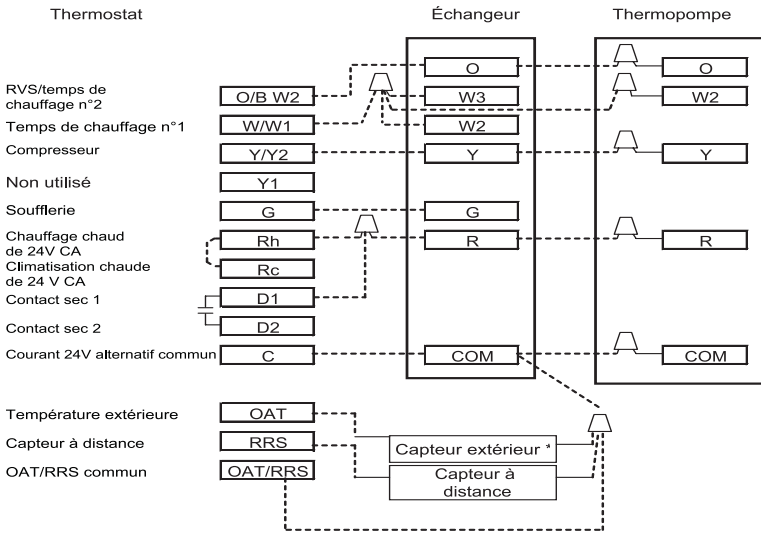 Thermostat Échangeur Thermopompe
O O
RVS/temps de
chauffage n°2
O/B W2 W3 W2
Temps de chauffage n°1 W/W1 W2
Compresseur Y/Y2 Y Y
Non utilisé Y1
Soufflerie G G
Chauffage chaud
de 24V CA
Rh R R
Climatisation chaude
de 24 V CA
Rc
Contact sec 1 D1
Contact sec 2 D2
Courant 24V alternatif commun C COM COM
Température extérieure OAT
Capteur extérieur *
Capteur à distance RRS
Capteur à
distance
OAT/RRS commun OAT/RRS